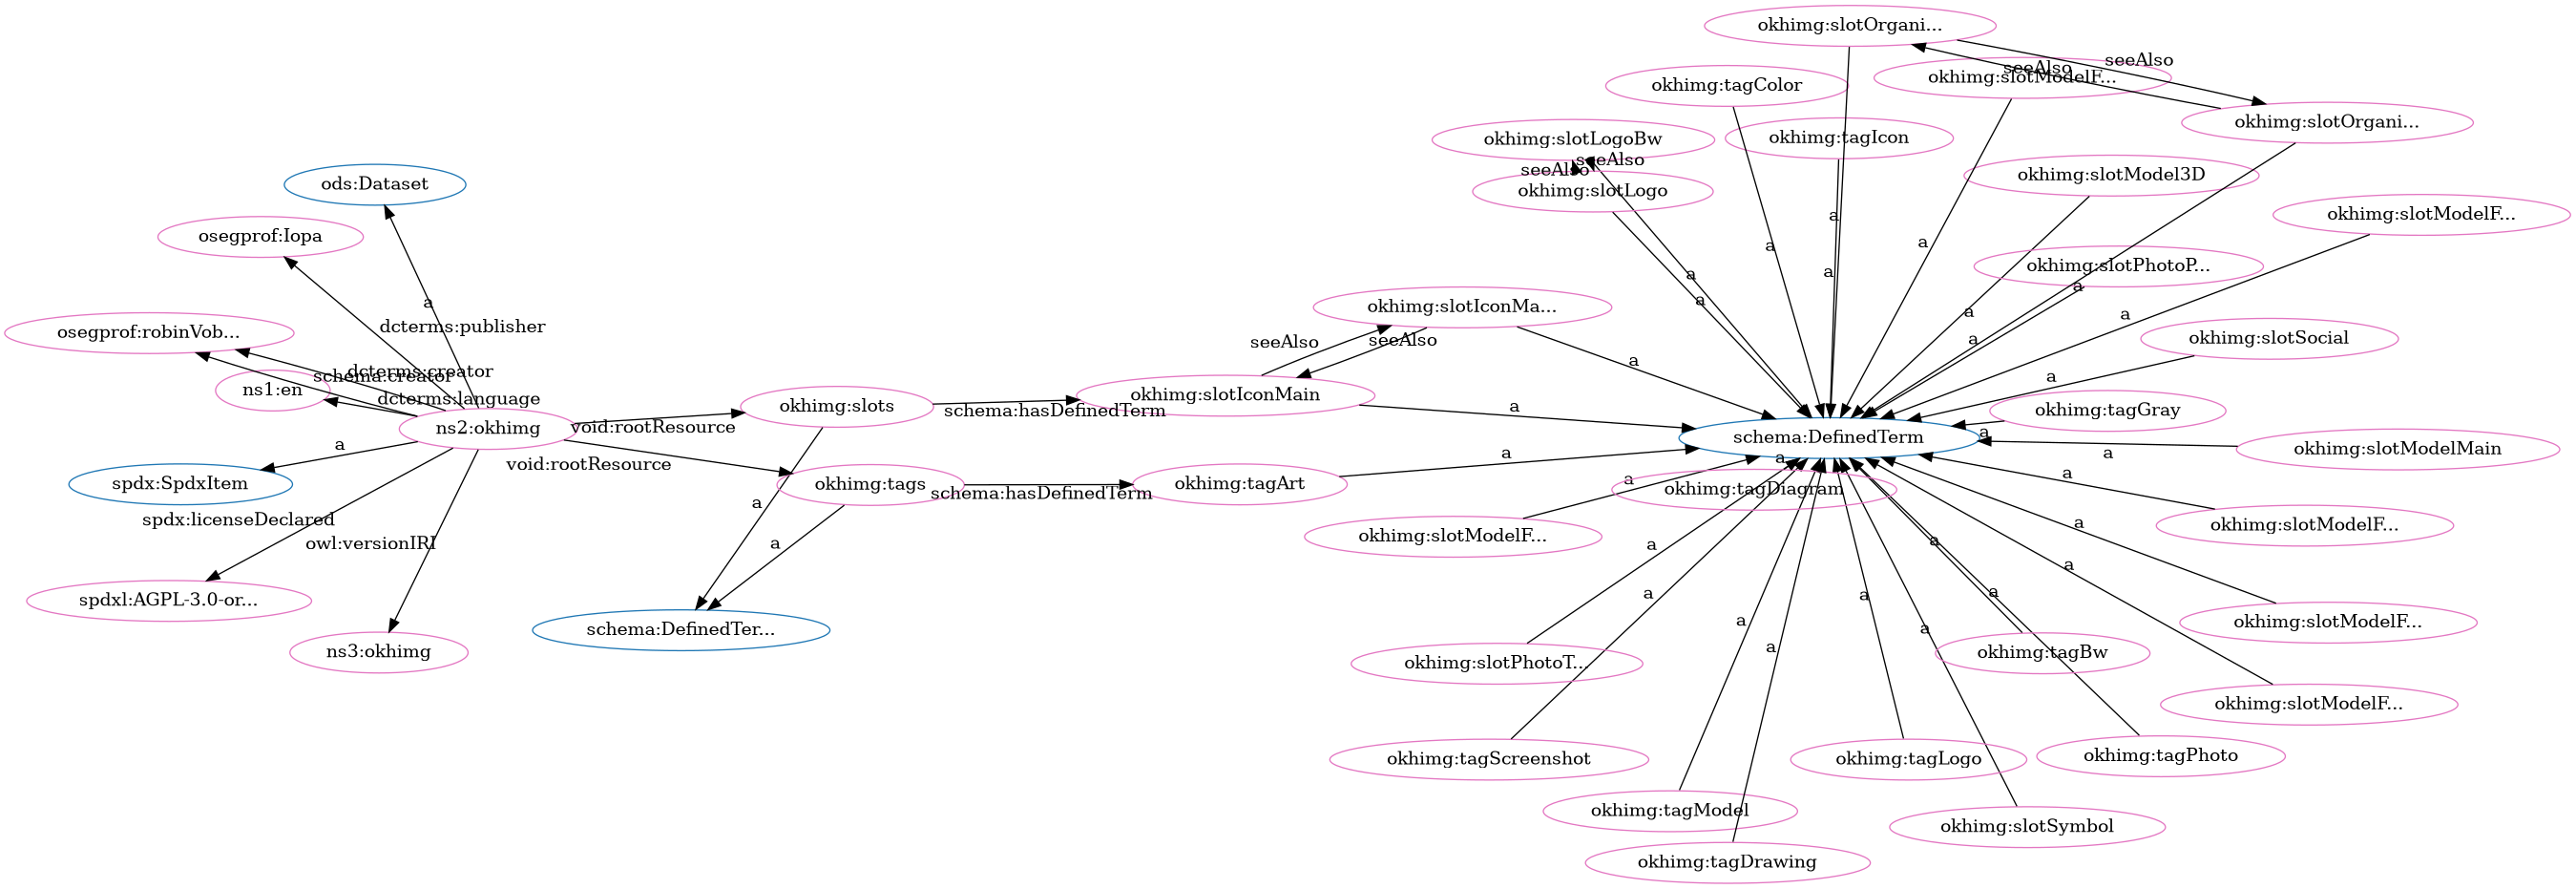 okhimg:slotOrgani...
seeAlso
seeAlso
okhimg:slotModelF...
okhimg:tagColor
okhimg:slotOrgani...
okhimg:tagIcon
okhimg:slotLogoBw
seeAlso
seeAlso
okhimg:slotLogo
okhimg:slotModel3D
ods:Dataset
a
okhimg:slotModelF...
osegprof:Iopa
a
a
okhimg:slotPhotoP...
a
a
a
a
a
okhimg:slotIconMa...
a
a
a
dcterms:publisher
osegprof:robinVob...
seeAlso
seeAlso
a
okhimg:slotSocial
a
dcterms:creator
schema:creator
a
ns1:en
okhimg:slotIconMain
dcterms:language
okhimg:slots
schema:hasDefinedTerm
a
okhimg:tagGray
void:rootResource
ns2:okhimg
a
schema:DefinedTerm
a
okhimg:slotModelMain
a
a
a
void:rootResource
a
a
spdx:SpdxItem
okhimg:tags
schema:hasDefinedTerm
okhimg:tagArt
okhimg:tagDiagram
a
a
spdx:licenseDeclared
okhimg:slotModelF...
a
okhimg:slotModelF...
owl:versionIRI
a
a
a
a
spdxl:AGPL-3.0-or...
a
a
a
a
a
okhimg:slotModelF...
schema:DefinedTer...
a
ns3:okhimg
okhimg:tagBw
okhimg:slotPhotoT...
okhimg:slotModelF...
okhimg:tagScreenshot
okhimg:tagLogo
okhimg:tagPhoto
okhimg:tagModel
okhimg:slotSymbol
okhimg:tagDrawing